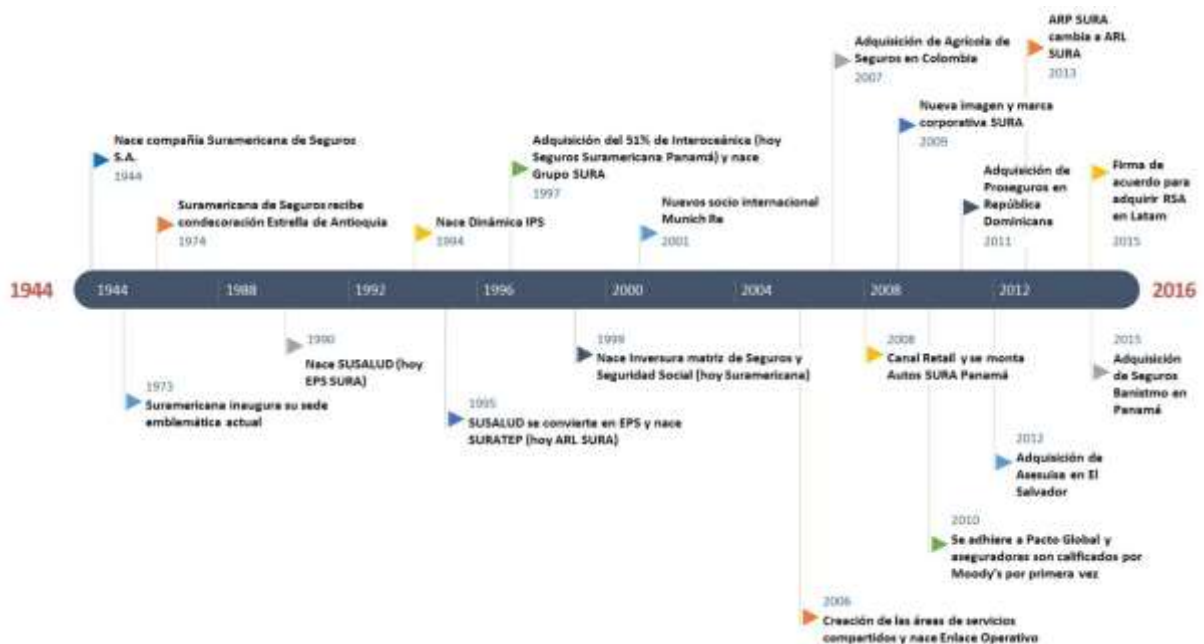 ARP SURA
cambia a ARL
SURA
2013
Adquisición de Agrícola de
Seguros en Colombia
2007
Nueva imagen y marca
corporativa SURA
2009
Nace compañía Suramericana de Seguros
S.A.
1944
Adquisición del 51% de Interoceánica (hoy
Seguros Suramericana Panamá) y nace
Grupo SURA
1997
Adquisición de
Proseguros en
República
Dominicana
2011
Firma de
acuerdo para
adquirir RSA
en Latam
2015
Suramericana de Seguros recibe
condecoración Estrella de Antioquia
1974
Nace Dinámica IPS
1994
Nuevos socio internacional
Munich Re
2001
1944
1944
1988
1992
1996
2000
2004
2008
2012
2016
1990
Nace SUSALUD (hoy
EPS SURA)
1999
Nace Inversura matriz de Seguros y
Seguridad Social (hoy Suramericana)
2008
Canal Retail y se monta
Autos SURA Panamá
2015
Adquisición
de Seguros
Banistmo en
Panamá
1973
Suramericana inaugura su sede
emblemática actual
1995
SUSALUD se convierte en EPS y nace
SURATEP (hoy ARL SURA)
2012
Adquisición de
Asesuisa en El
Salvador
2010
Se adhiere a Pacto Global y
aseguradoras son calificados por
Moody's por primera vez
2006
Creación de las áreas de servicios
compartidos y nace Enlace Operativo